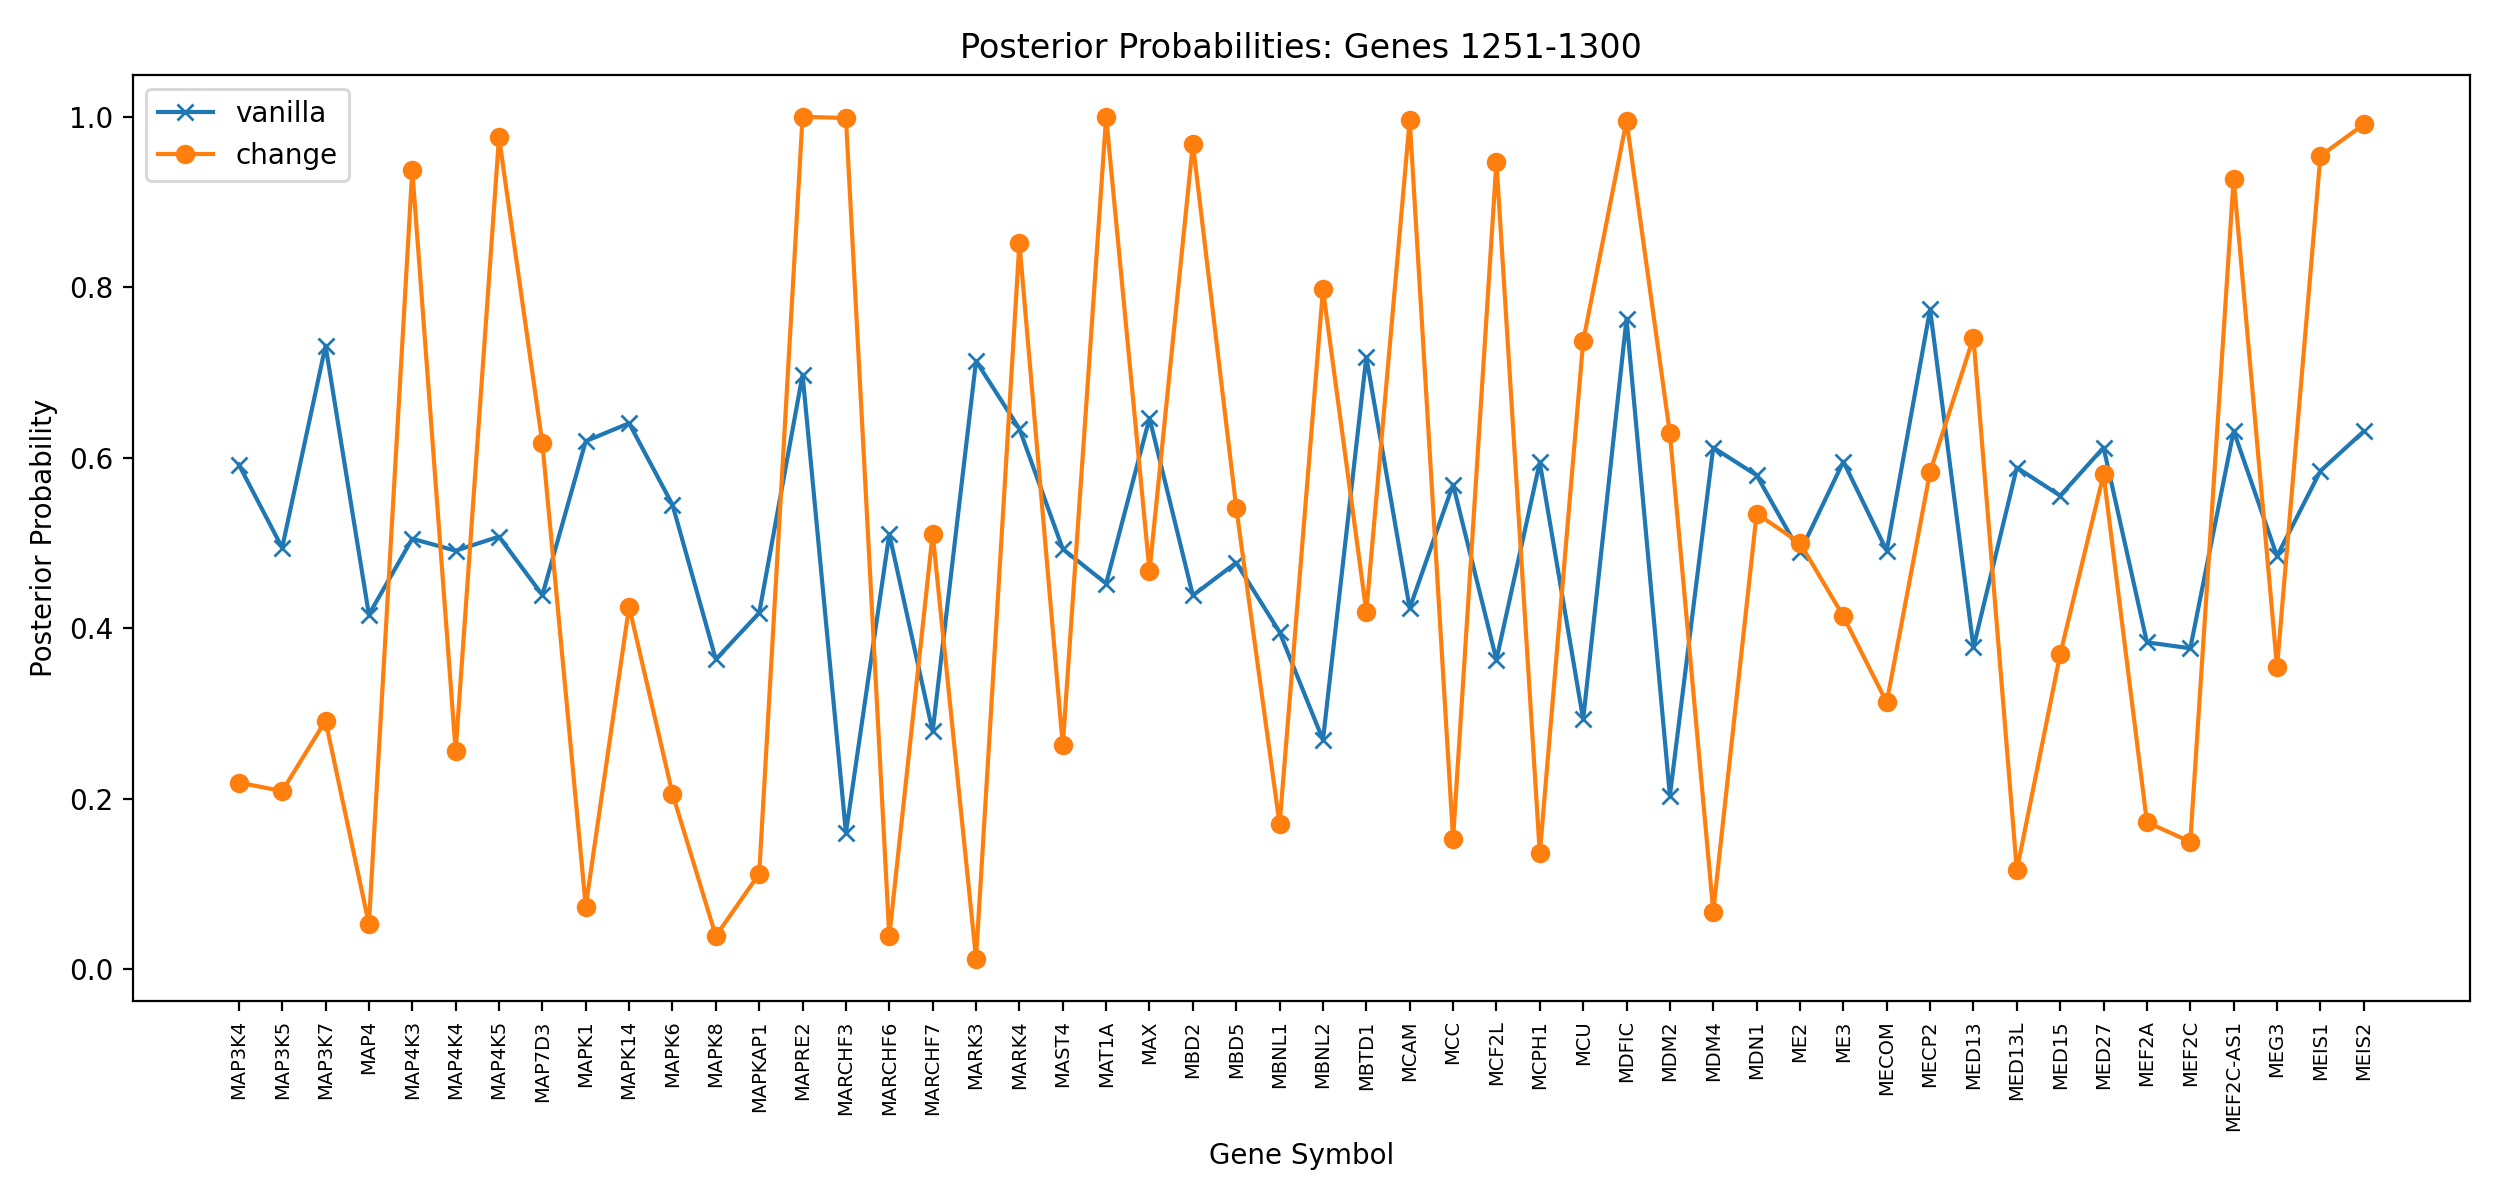 Posterior Probabilities: Genes 1251-1300
vanilla
change
Posterior Probability
1.0
0.8
0.6
0.4
0.2
0.0
MAP3K4
MAP3K5
MAP3K7
MAP4
MAP4K3
MAP4K4
MAP4K5
MAP7D3
MAPK1
MAPK14
MAPK6
MAPK8
MAPKAP1
MAPRE2
MARCHF3
MARCHF6
MARCHF7
MARK3
MARK4
MAST4
MAT1A
MAX
MBD2
MBD5
MBNL1
MBNL2
MBTD1
MCAM
MCC
MCF2L
MCPH1
MCU
MDFIC
MDM2
MDM4
MDN1
ME2
ME3
MECOM
MECP2
MED13
MED13L
MED15
MED27
MEF2A
MEF2C
MEF2C-AS1
MEG3
MEIS1
MEIS2
Gene Symbol